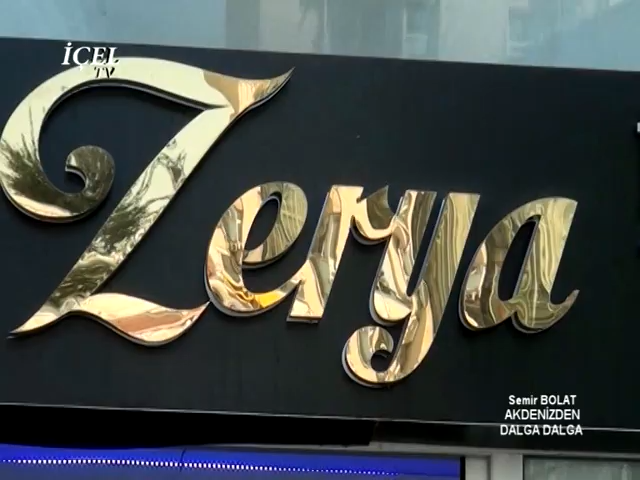 İÇEL
TV
Zerya
Semir BOLAT
AKDENİZDEN
DALGA DALGA